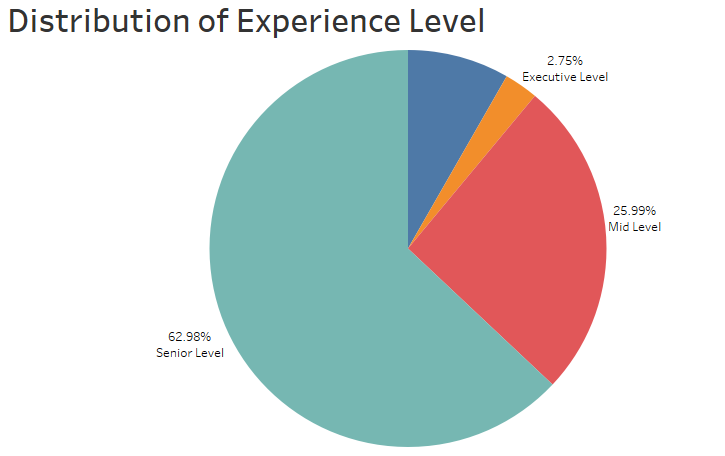 Distribution of Experience Level
2.75%
Executive Level
25.99%
Mid Level
62.98%
Senior Level